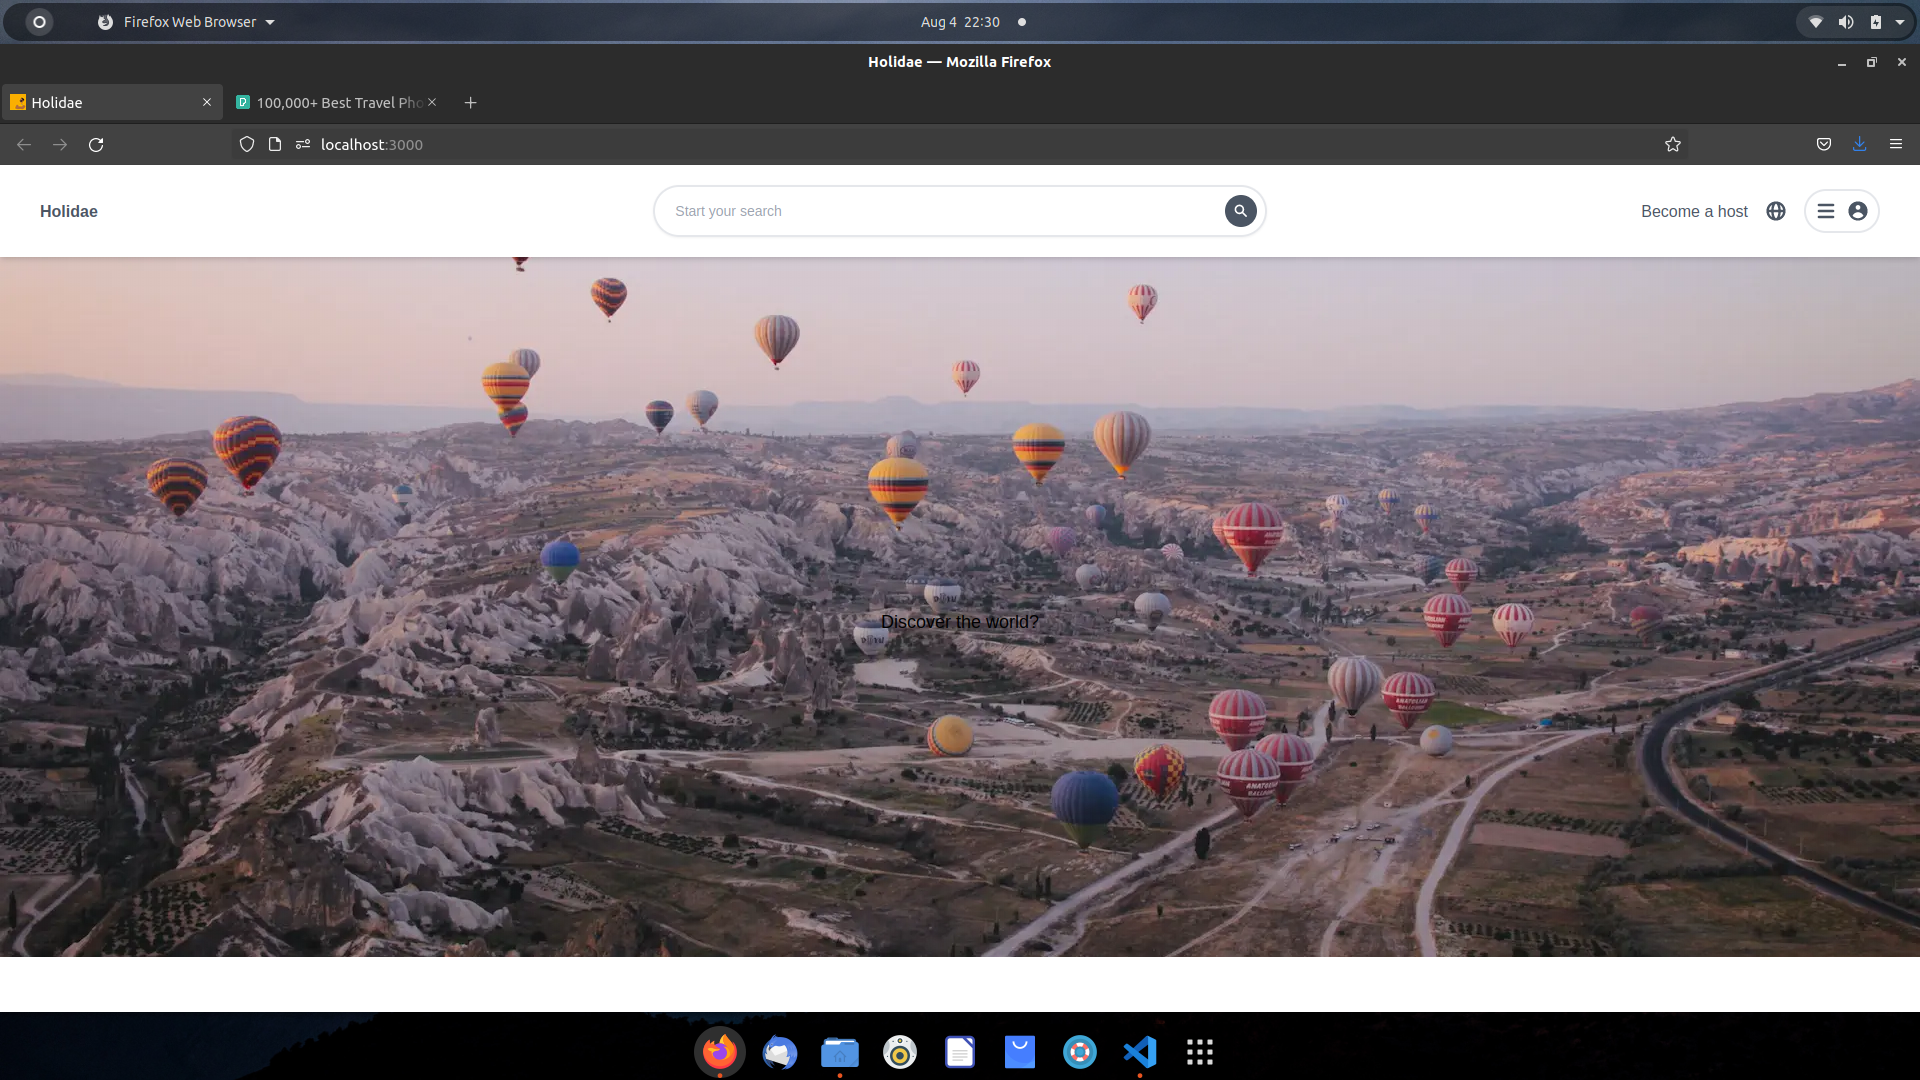 Firefox Web Browser
Aug 4 22:30
Holidae — Mozilla Firefox
Holidae
100,000+ Best Travel Pho
localhost:3000
Holidae
Start your search
Become a host
Discover the world?